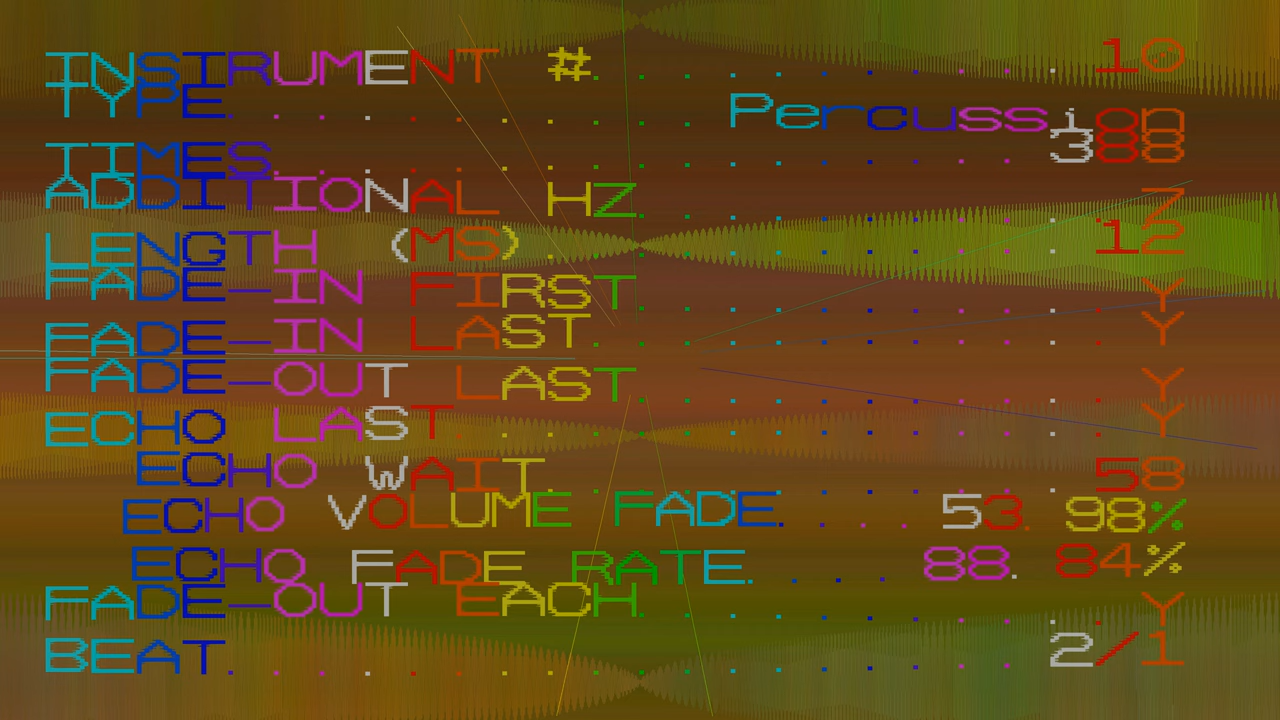 INSTRUMENT #. . . . . . . . . . . 10
TYPE. . . . . . . . . . . Percussion
TIMES. . . . . . . . . . . . . . . . . . 388
ADDITIONAL HZ. . . . . . . . . . . Z
LENGTH (MS). . . . . . . . . . . . . 12
FADE-IN FIRST. . . . . . . . . . . Y
FADE-IN LAST. . . . . . . . . . . . Y
FADE-OUT LAST. . . . . . . . . . . Y
ECHO LAST. . . . . . . . . . . . . . . Y
ECHO WAIT. . . . . . . . . . . . . 58
ECHO VOLUME FADE. . . . 53. 98%
ECHO FADE RATE. . . . 88. 84%
FADE-OUT EACH. . . . . . . . . . . Y
BEAT. . . . . . . . . . . . . . . . . . 2/1